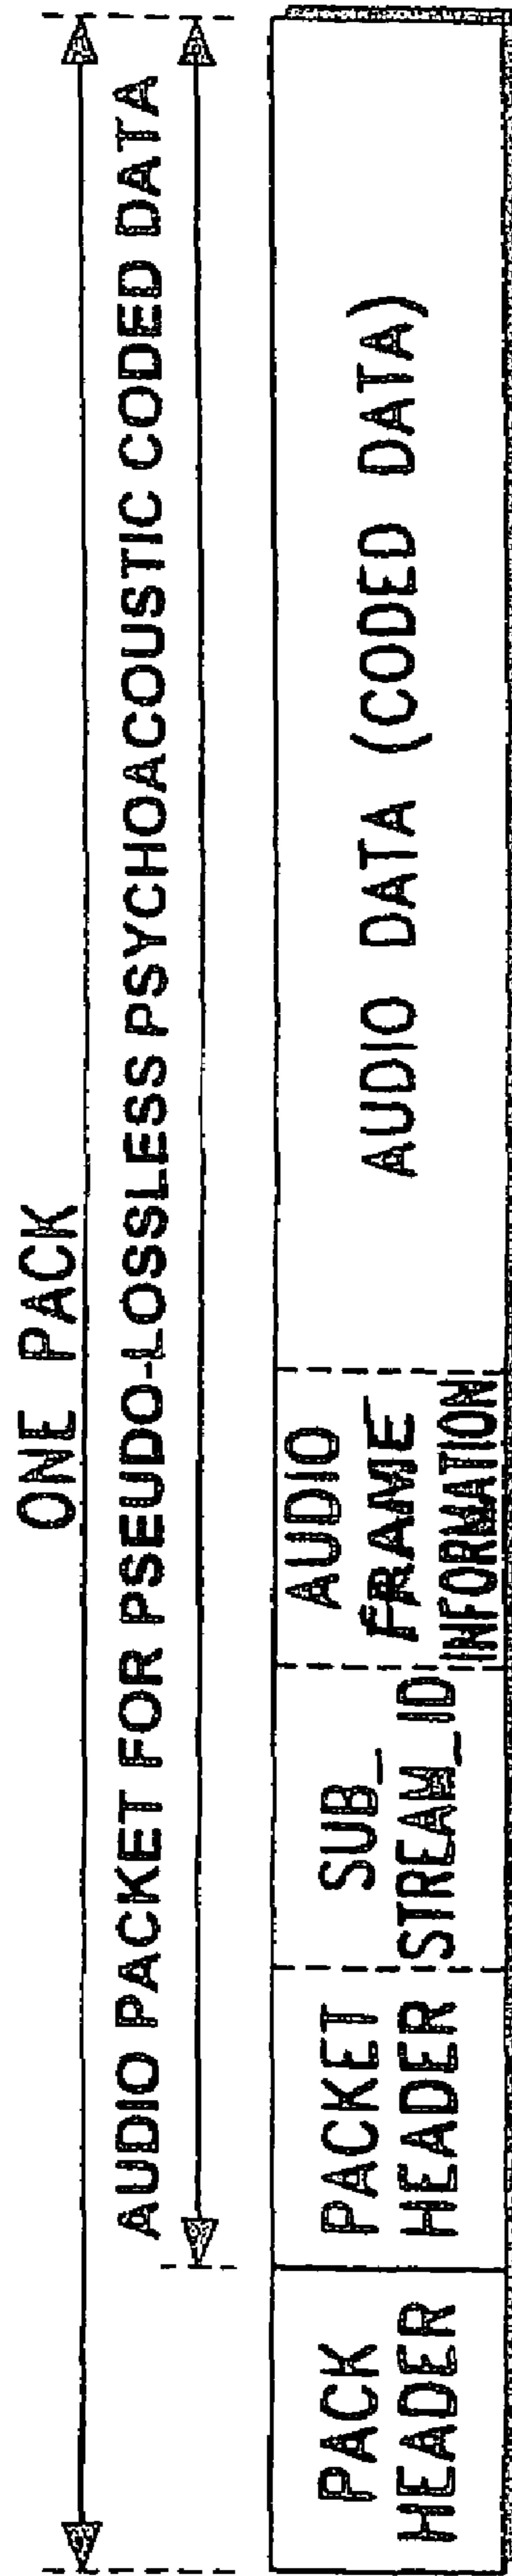 ONE PACK
AUDIO PACKET FOR PSEUDO-LOSSLESS PSYCHOACOUSTIC CODED DATA
PACK
HEADER
PACKET
HEADER
SUB_
STREAM_ID
AUDIO
FRAME
INFORMATION
AUDIO DATA (CODED DATA)